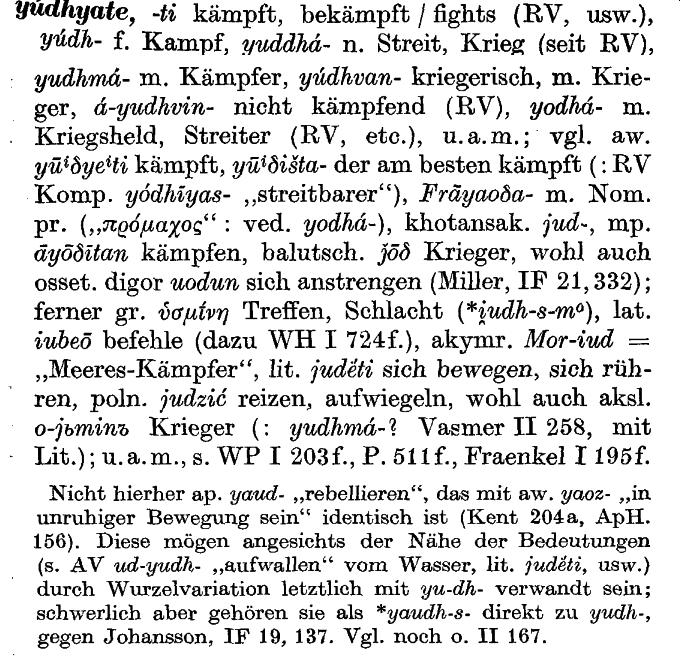 yúdhyate, -ti kämpft, bekämpft / fights (RV, usw.),
yúdh- f. Kampf, yuddhá- n. Streit, Krieg (seit RV),
yudhmá- m. Kämpfer, yúdhvan- kriegerisch, m. Krie-
ger, á-yudhvin- nicht kämpfend (RV), yodhá- m.
Kriegsheld, Streiter (RV, etc.), u.a.m.; vgl. aw.
yūⁱδyeⁱti kämpft, yūⁱδišta- der am besten kämpft (: RV
Komp. yódhīyas- „streitbarer“), Frāyaoδa- m. Nom.
pr. („πρόμαχος“ : ved. yodhá-), khotansak. jud-, mp.
āyōδītan kämpfen, balutsch. ǰōδ Krieger, wohl auch
osset. digor uodun sich anstrengen (Miller, IF 21,332);
ferner gr. ὑσμίνη Treffen, Schlacht (*i̯udh-s-mº), lat.
iubeō befehle (dazu WH I 724f.), akymr. Mor-iud =
„Meeres-Kämpfer“, lit. judė́ti sich bewegen, sich rüh-
ren, poln. judzić reizen, aufwiegeln, wohl auch aksl.
o-jьminъ Krieger (: yudhmá-? Vasmer II 258, mit
Lit.); u.a.m., s. WP I 203f., P. 511f., Fraenkel I 195f.
Nicht hierher ap. yaud- „rebellieren“, das mit aw. yaoz- „in
unruhiger Bewegung sein“ identisch ist (Kent 204a, ApH.
156). Diese mögen angesichts der Nähe der Bedeutungen
(s. AV ud-yudh- „aufwallen“ vom Wasser, lit. judė́ti, usw.)
durch Wurzelvariation letztlich mit yu-dh- verwandt sein;
schwerlich aber gehören sie als *yaudh-s- direkt zu yudh-,
gegen Johansson, IF 19, 137. Vgl. noch o. II 167.